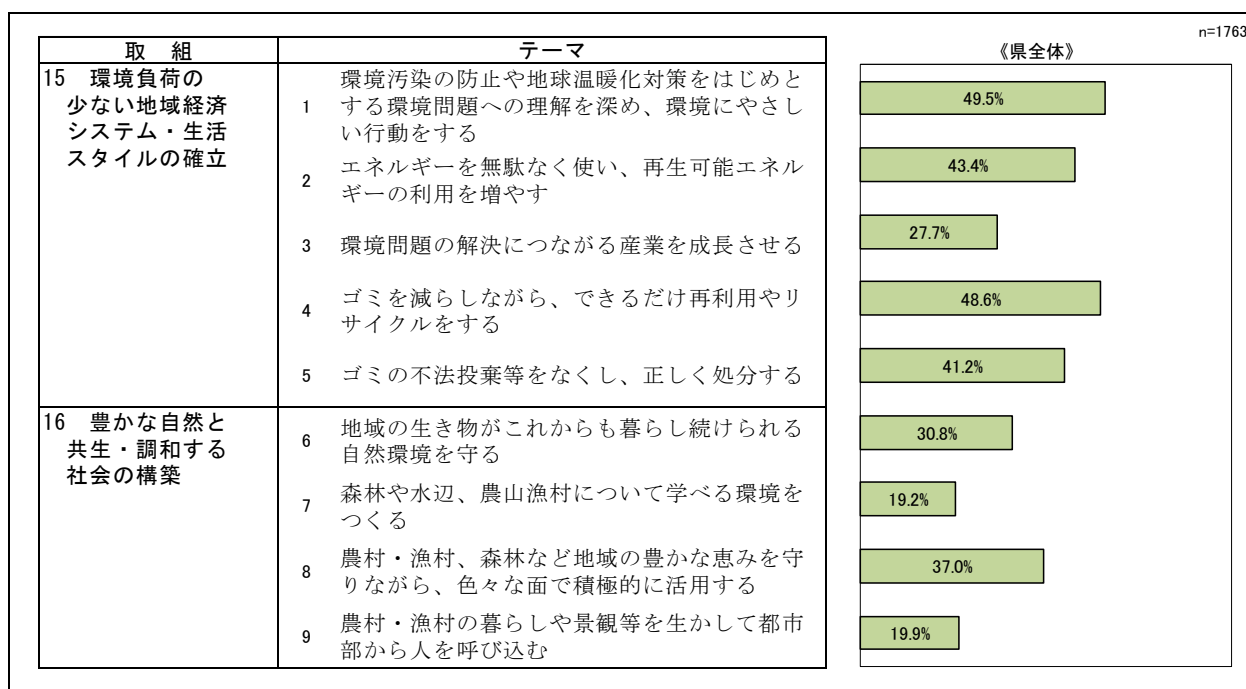 n=1763
取 組
テーマ
《県全体》
15 環境負荷の
少ない地域経済
システム・生活
スタイルの確立
1
環境汚染の防止や地球温暖化対策をはじめと
する環境問題への理解を深め、環境にやさし
い行動をする
49.5%
2
エネルギーを無駄なく使い、再生可能エネル
ギーの利用を増やす
43.4%
3 環境問題の解決につながる産業を成長させる
27.7%
4
ゴミを減らしながら、できるだけ再利用やリ
サイクルをする
48.6%
5 ゴミの不法投棄等をなくし、正しく処分する
41.2%
16 豊かな自然と
共生・調和する
社会の構築
6
地域の生き物がこれからも暮らし続けられる
自然環境を守る
30.8%
7
森林や水辺、農山漁村について学べる環境を
つくる
19.2%
8
農村・漁村、森林など地域の豊かな恵みを守
りながら、色々な面で積極的に活用する
37.0%
9
農村・漁村の暮らしや景観等を生かして都市
部から人を呼び込む
19.9%